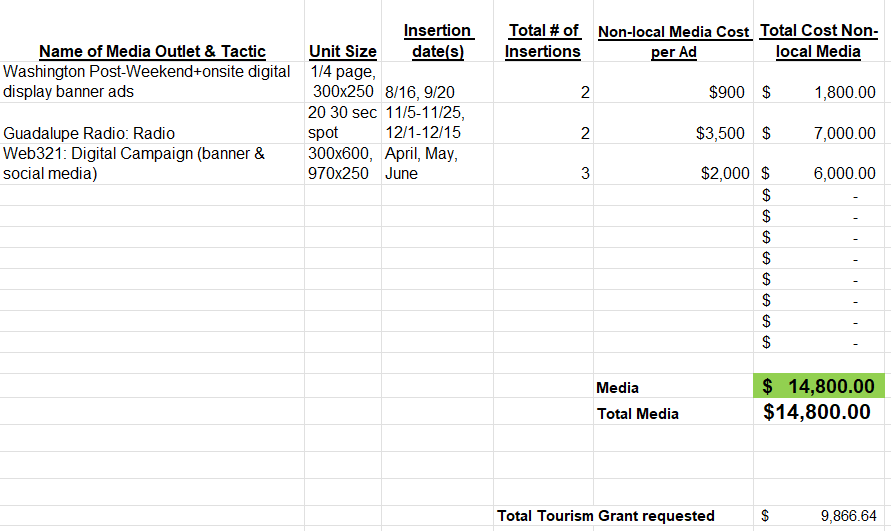 Name of Media Outlet & Tactic Unit Size Insertion date(s) Total # of Insertions Non-local Media Cost per Ad Total Cost Non-local Media
Washington Post-Weekend+onsite digital 1/4 page,
display banner ads 300x250 8/16, 9/20 2 $900 $ 1,800.00
20 30 sec 11/5-11/25,
Guadalupe Radio: Radio spot 12/1-12/15 2 $3,500 $ 7,000.00
Web321: Digital Campaign (banner & 300x600, April, May,
social media) 970x250 June 3 $2,000 $ 6,000.00
$ -
$ -
$ -
$ -
$ -
$ -
$ -
$ -
Media $ 14,800.00
Total Media $14,800.00
Total Tourism Grant requested $ 9,866.64